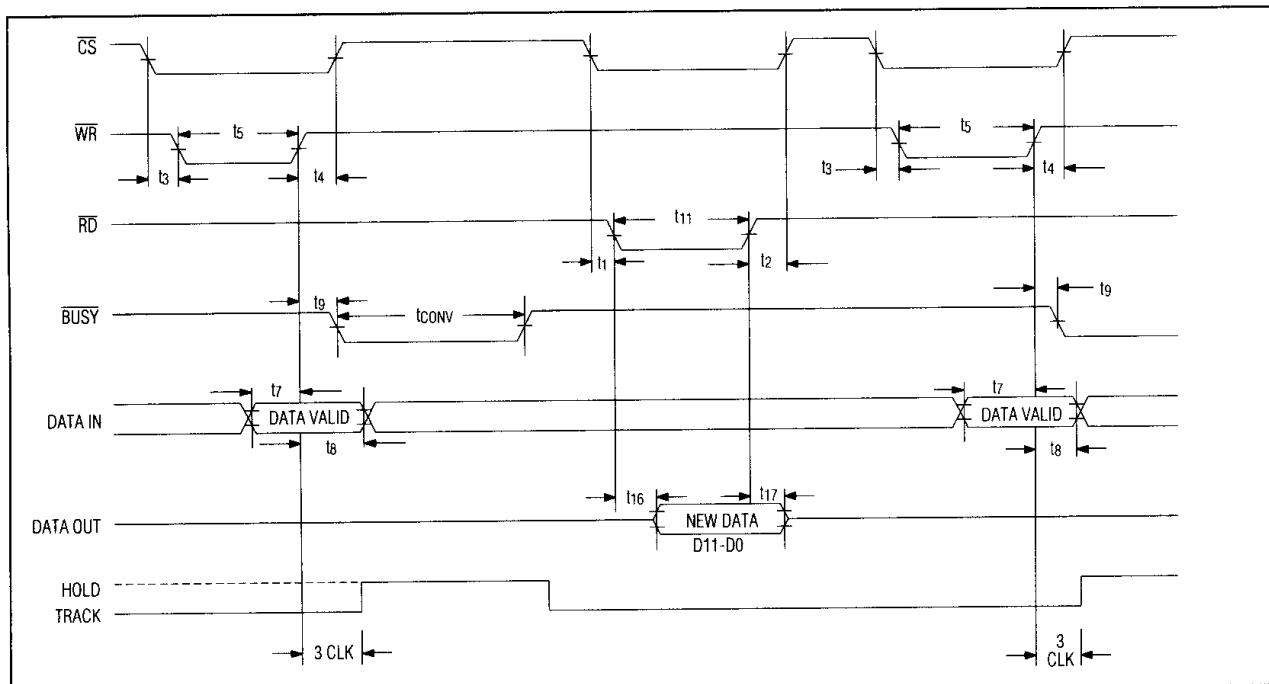 CS
WR
t5
t5
t3
t4
t3
t4
RD
t11
t1
t2
BUSY
t9
tCONV
t9
DATA IN
t7
DATA VALID
t8
t7
DATA VALID
t8
DATA OUT
t16
t17
NEW DATA
D11-D0
HOLD
TRACK
3 CLK
3
CLK